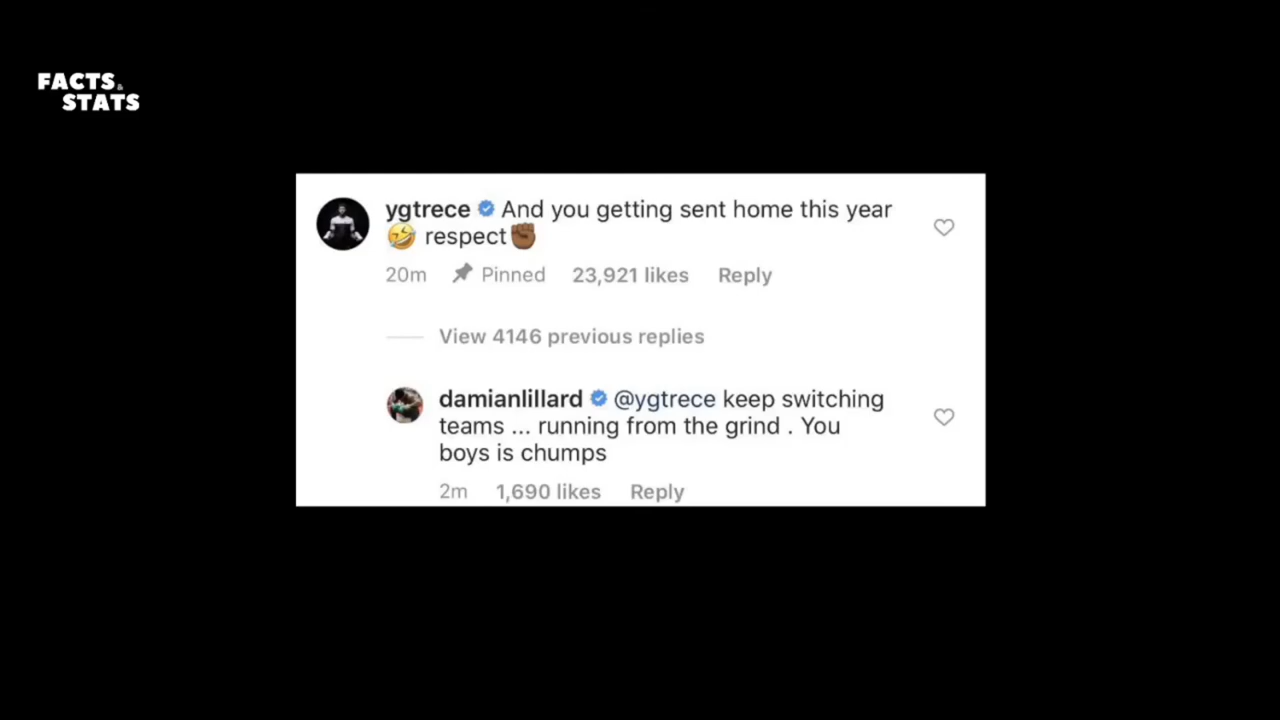 FACTS &
STATS
ygtrece And you getting sent home this year
🤣 respect✊🏾
20m Pinned 23,921 likes Reply
View 4146 previous replies
damianlillard @ygtrece keep switching
teams ... running from the grind . You
boys is chumps
2m 1,690 likes Reply